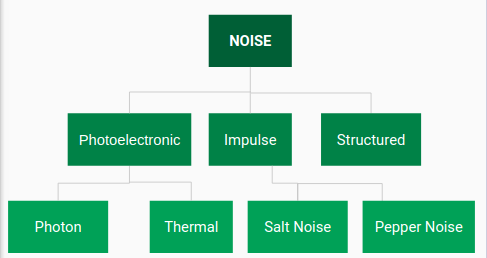 NOISE
Photoelectronic
Impulse
Structured
Photon
Thermal
Salt Noise
Pepper Noise